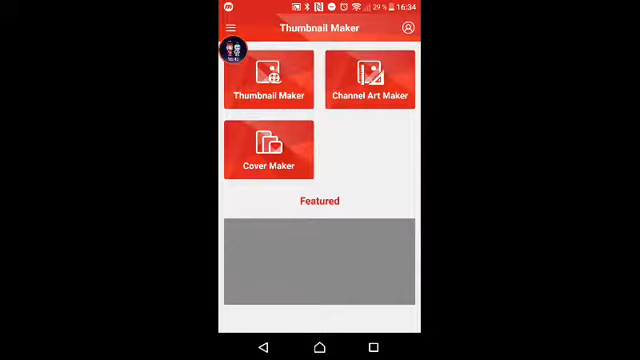 29 % 16:34
Thumbnail Maker
Thumbnail Maker
Channel Art Maker
Cover Maker
Featured